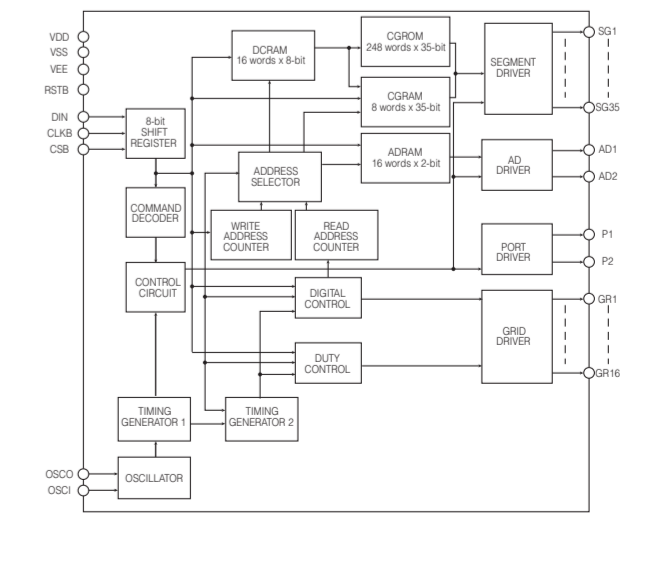 VDD
VSS
VEE
RSTB
DIN
CLKB
CSB
OSCO
OSCI
8-bit
SHIFT
REGISTER
COMMAND
DECODER
CONTROL
CIRCUIT
TIMING
GENERATOR 1
OSCILLATOR
DCRAM
16 words x 8-bit
ADDRESS
SELECTOR
WRITE
ADDRESS
COUNTER
READ
ADDRESS
COUNTER
DIGITAL
CONTROL
DUTY
CONTROL
TIMING
GENERATOR 2
CGROM
248 words x 35-bit
CGRAM
8 words x 35-bit
ADRAM
16 words x 2-bit
SEGMENT
DRIVER
AD
DRIVER
PORT
DRIVER
GRID
DRIVER
SG1
SG35
AD1
AD2
P1
P2
GR1
GR16